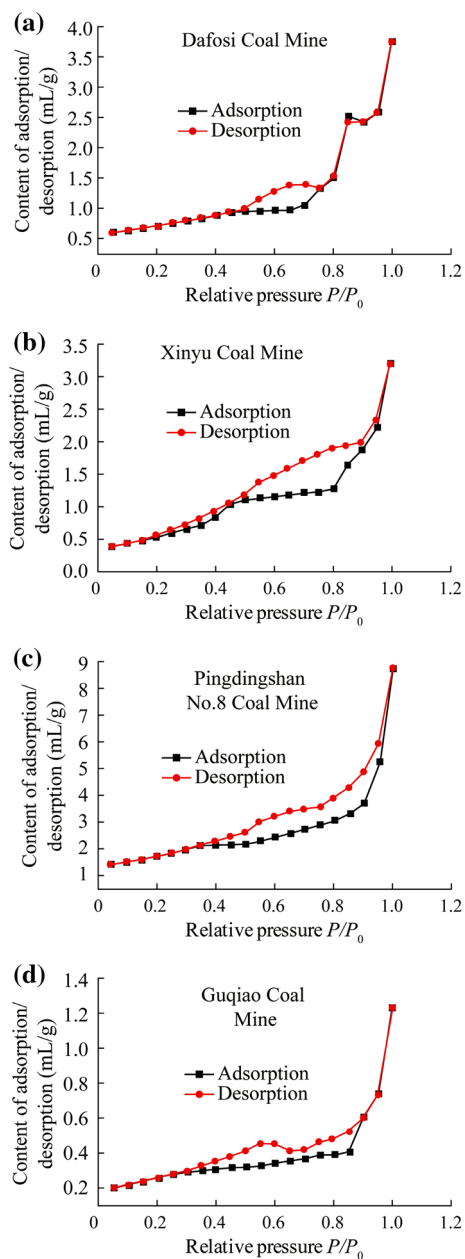 (a)
Dafosi Coal Mine
Adsorption
Desorption
Content of adsorption/
desorption (mL/g)
4.0
3.5
3.0
2.5
2.0
1.5
1.0
0.5
0 0.2 0.4 0.6 0.8 1.0 1.2
Relative pressure P/P0
(b)
Xinyu Coal Mine
Adsorption
Desorption
Content of adsorption/
desorption (mL/g)
3.5
3.0
2.5
2.0
1.5
1.0
0.5
0.0
0 0.2 0.4 0.6 0.8 1.0 1.2
Relative pressure P/P0
(c)
Pingdingshan
No.8 Coal Mine
Adsorption
Desorption
Content of adsorption/
desorption (mL/g)
9
8
7
6
5
4
3
2
1
0 0.2 0.4 0.6 0.8 1.0 1.2
Relative pressure P/P0
(d)
Guqiao Coal
Mine
Adsorption
Desorption
Content of adsorption/
desorption (mL/g)
1.4
1.2
1.0
0.8
0.6
0.4
0.2
0 0.2 0.4 0.6 0.8 1.0 1.2
Relative pressure P/P0